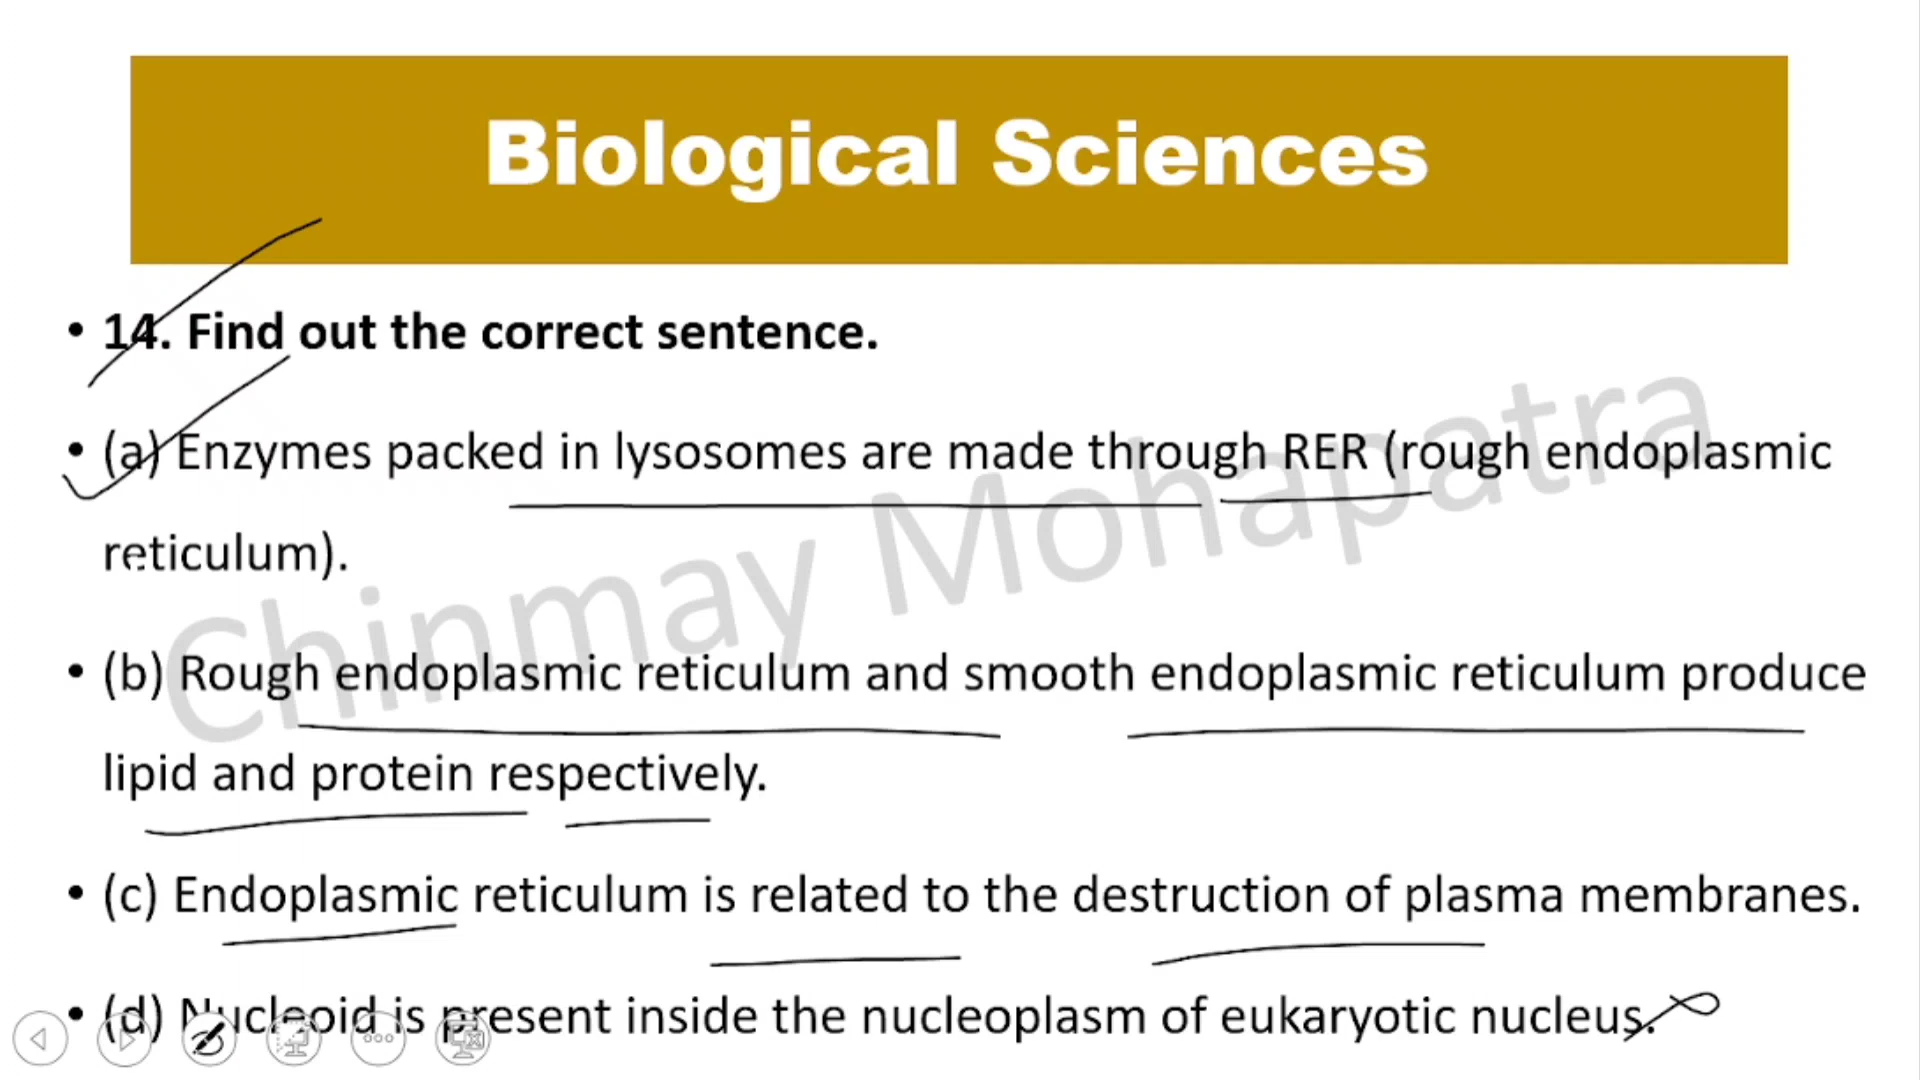 Biological Sciences
• 14. Find out the correct sentence.
• (a) Enzymes packed in lysosomes are made through RER (rough endoplasmic
reticulum).
Chinmay Mohapatra
• (b) Rough endoplasmic reticulum and smooth endoplasmic reticulum produce
lipid and protein respectively.
• (c) Endoplasmic reticulum is related to the destruction of plasma membranes.
• (d) Nucleoid is present inside the nucleoplasm of eukaryotic nucleus.